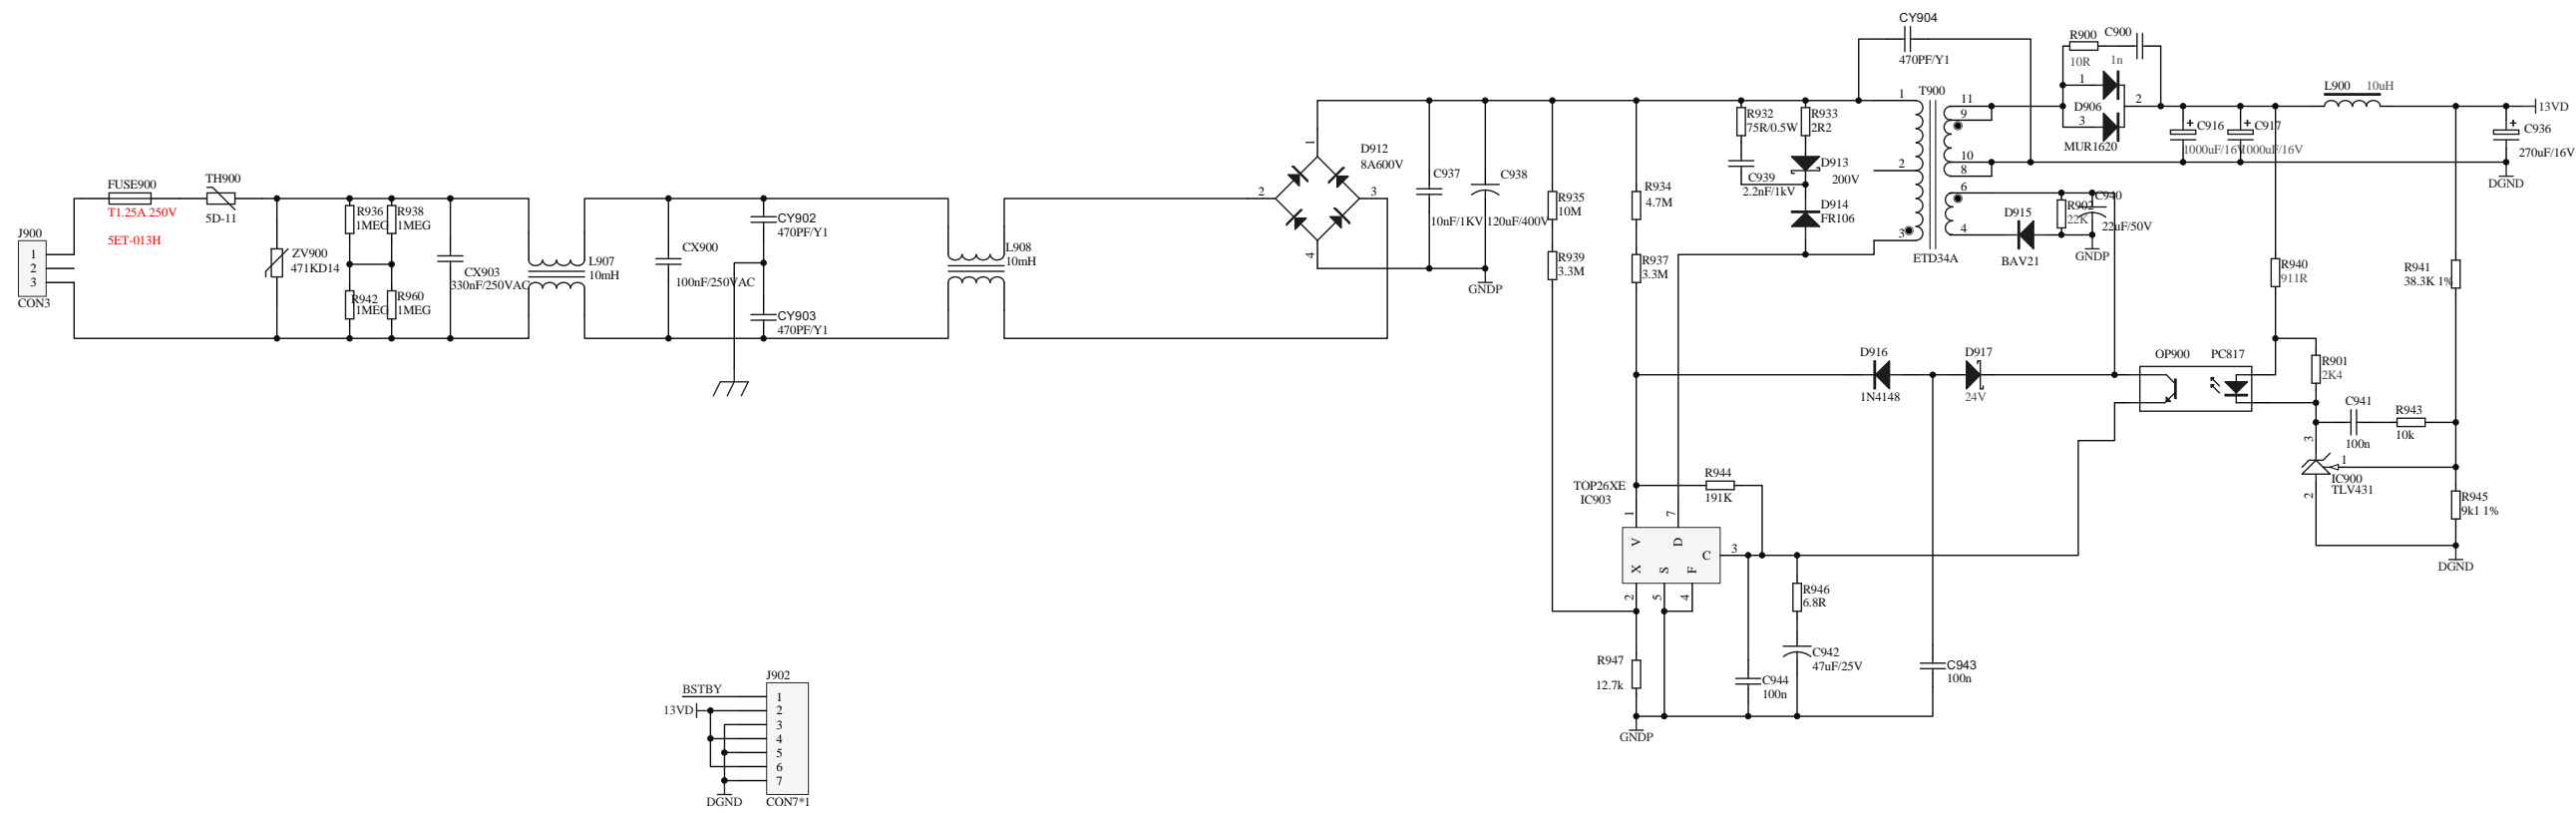 CY904
470PF/Y1
R900
10R
C900
1n
1
D906
3
2
MUR1620
L900 10uH
13VD
T900
1
2
3
11
9
10
8
6
4
ETD34A
C916
1000uF/16V
C917
1000uF/16V
C936
270uF/16V
DGND
R932
75R/0.5W
R933
2R2
C939
2.2nF/1kV
D913
200V
D914
FR106
D915
BAV21
R902
22K
C940
22uF/50V
GNDP
FUSE900
T1.25A 250V
5ET-013H
TH900
5D-11
J900
1
2
3
CON3
ZV900
471KD14
R936
1MEG
R938
1MEG
R942
1MEG
R960
1MEG
CX903
330nF/250VAC
L907
10mH
CX900
100nF/250VAC
CY902
470PF/Y1
CY903
470PF/Y1
L908
10mH
D912
8A600V
1
2
3
4
C937
10nF/1KV
C938
120uF/400V
GNDP
R935
10M
R939
3.3M
R934
4.7M
R937
3.3M
R940
911R
R941
38.3K 1%
D916
1N4148
D917
24V
OP900
PC817
R901
2K4
C941
100n
R943
10k
3
1
2
IC900
TLV431
R945
9k1 1%
DGND
TOP26XE
IC903
R944
191K
1
7
V
D
C
3
X
S
F
2
5
4
R946
6.8R
C942
47uF/25V
C943
100n
C944
100n
R947
12.7k
GNDP
J902
BSTBY
13VD
1
2
3
4
5
6
7
DGND
CON7*1